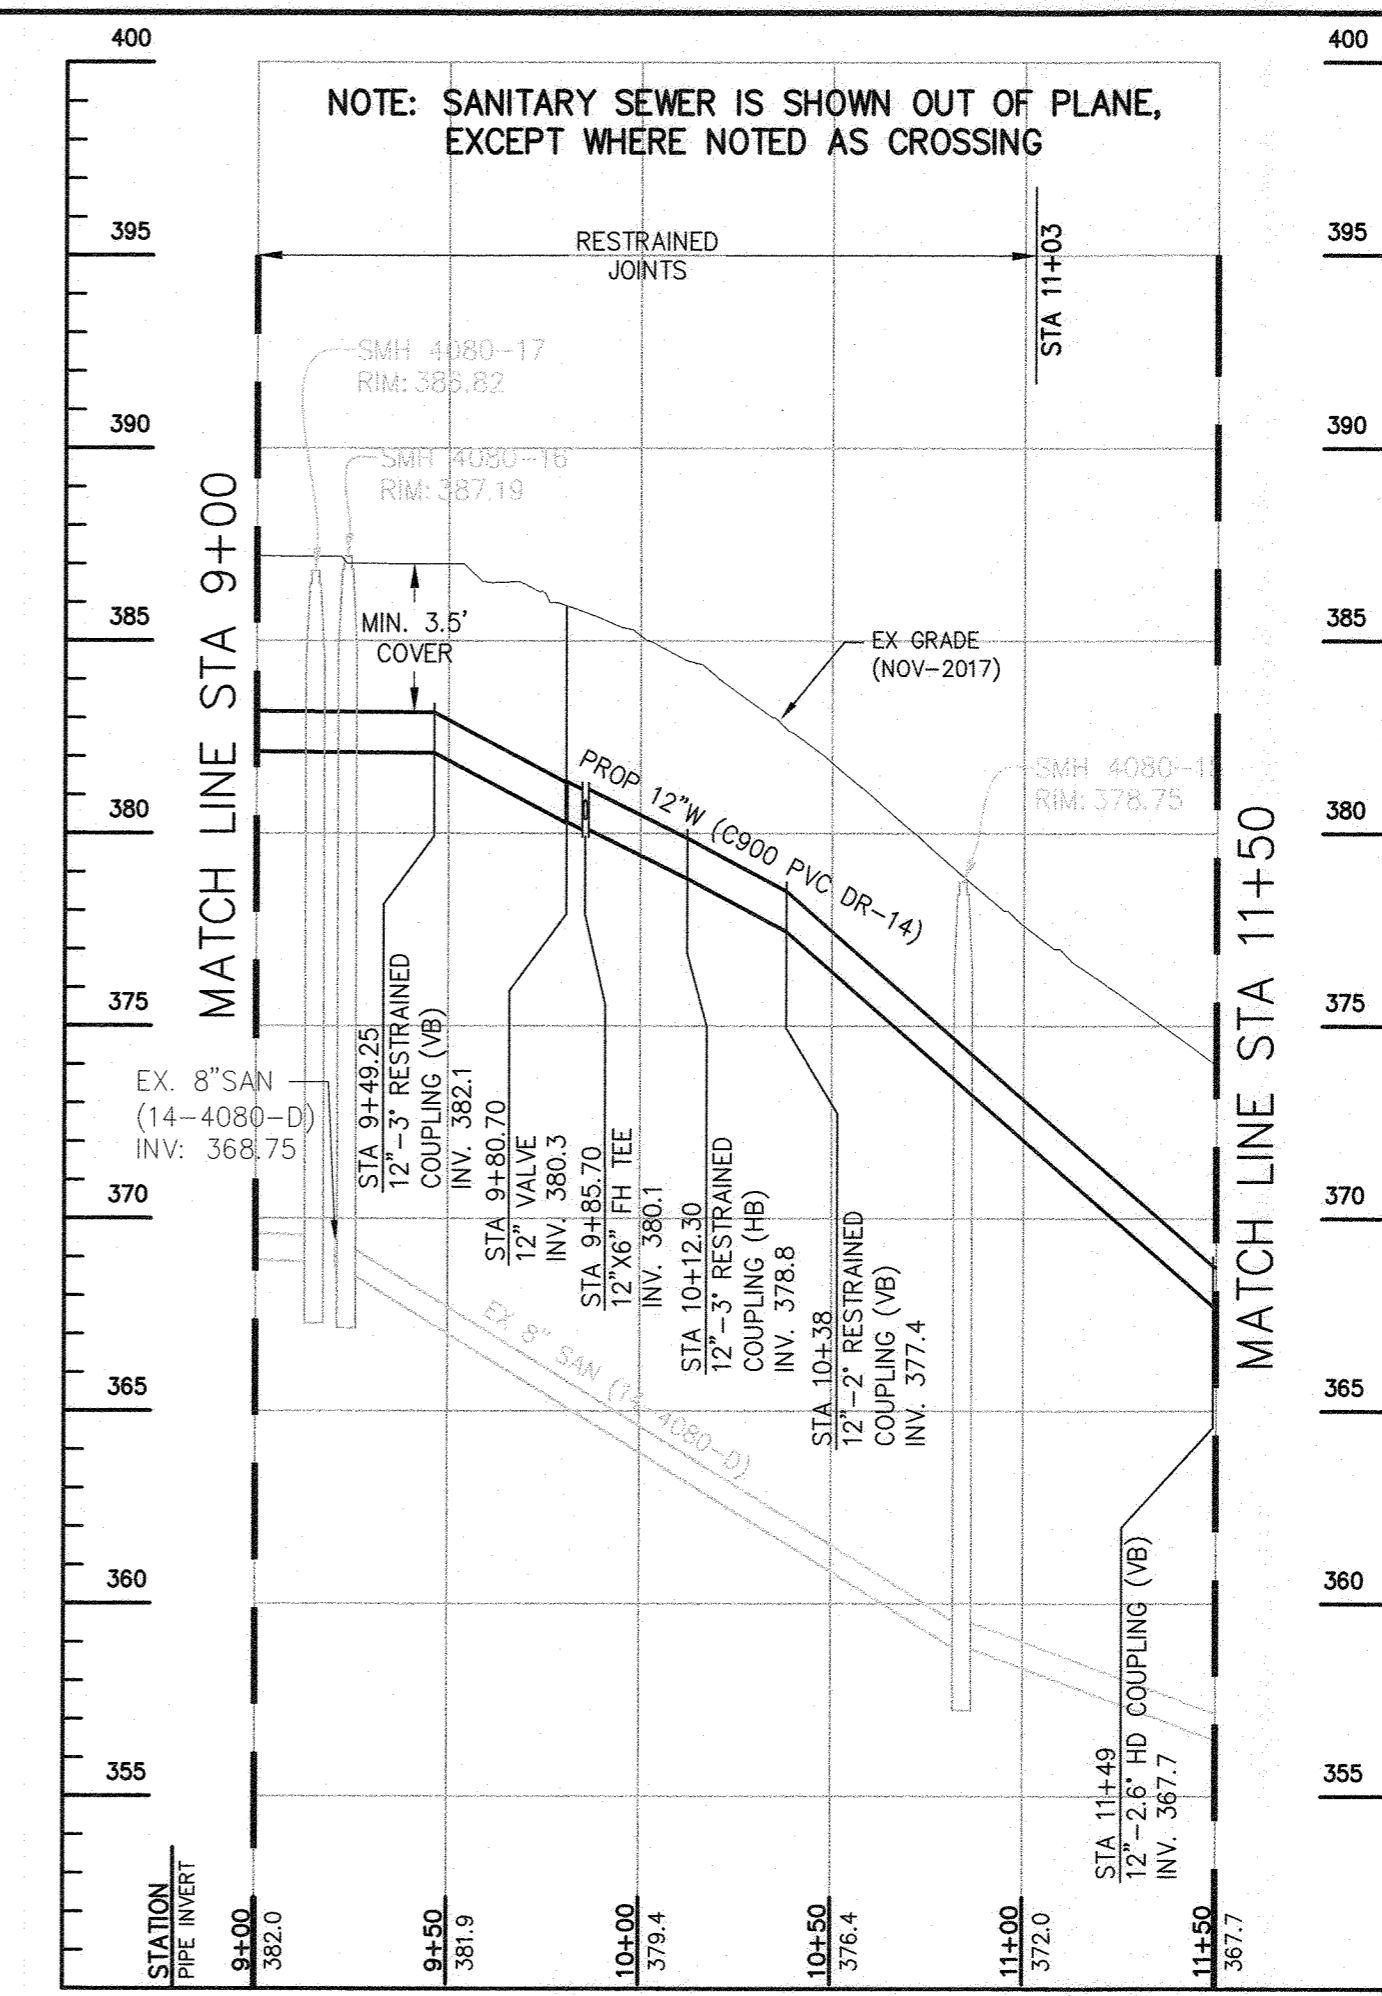 NOTE: SANITARY SEWER IS SHOWN OUT OF PLANE,
EXCEPT WHERE NOTED AS CROSSING
400
395
390
385
380
375
370
365
360
355
400
395
390
385
380
375
370
365
360
355
RESTRAINED
JOINTS
STA 11+03
SMH 4080-17
RIM: 386.82
SMH 4080-16
RIM: 387.19
MATCH LINE STA 9+00
MIN. 3.5'
COVER
EX GRADE
(NOV-2017)
PROP 12"W (C900 PVC DR-14)
SMH
RIM: 378.75
MATCH LINE STA 11+50
EX. 8"SAN
(14-4080-D)
INV: 368.75
STA 9+49.25
12"-3° RESTRAINED
COUPLING (VB)
INV. 382.1
STA 9+80.70
12" VALVE
INV. 380.3
STA 9+85.70
12"X6" FH TEE
INV. 380.1
STA 10+12.30
12"-3° RESTRAINED
COUPLING (HB)
INV. 378.8
STA 10+38
12"-2° RESTRAINED
COUPLING (VB)
INV. 377.4
EX 8" SAN (14-4080-D)
STA 11+49
12"-2.6° HD COUPLING (VB)
INV. 367.7
STATION
PIPE INVERT
9+00
382.0
9+50
381.9
10+00
379.4
10+50
376.4
11+00
372.0
11+50
367.7